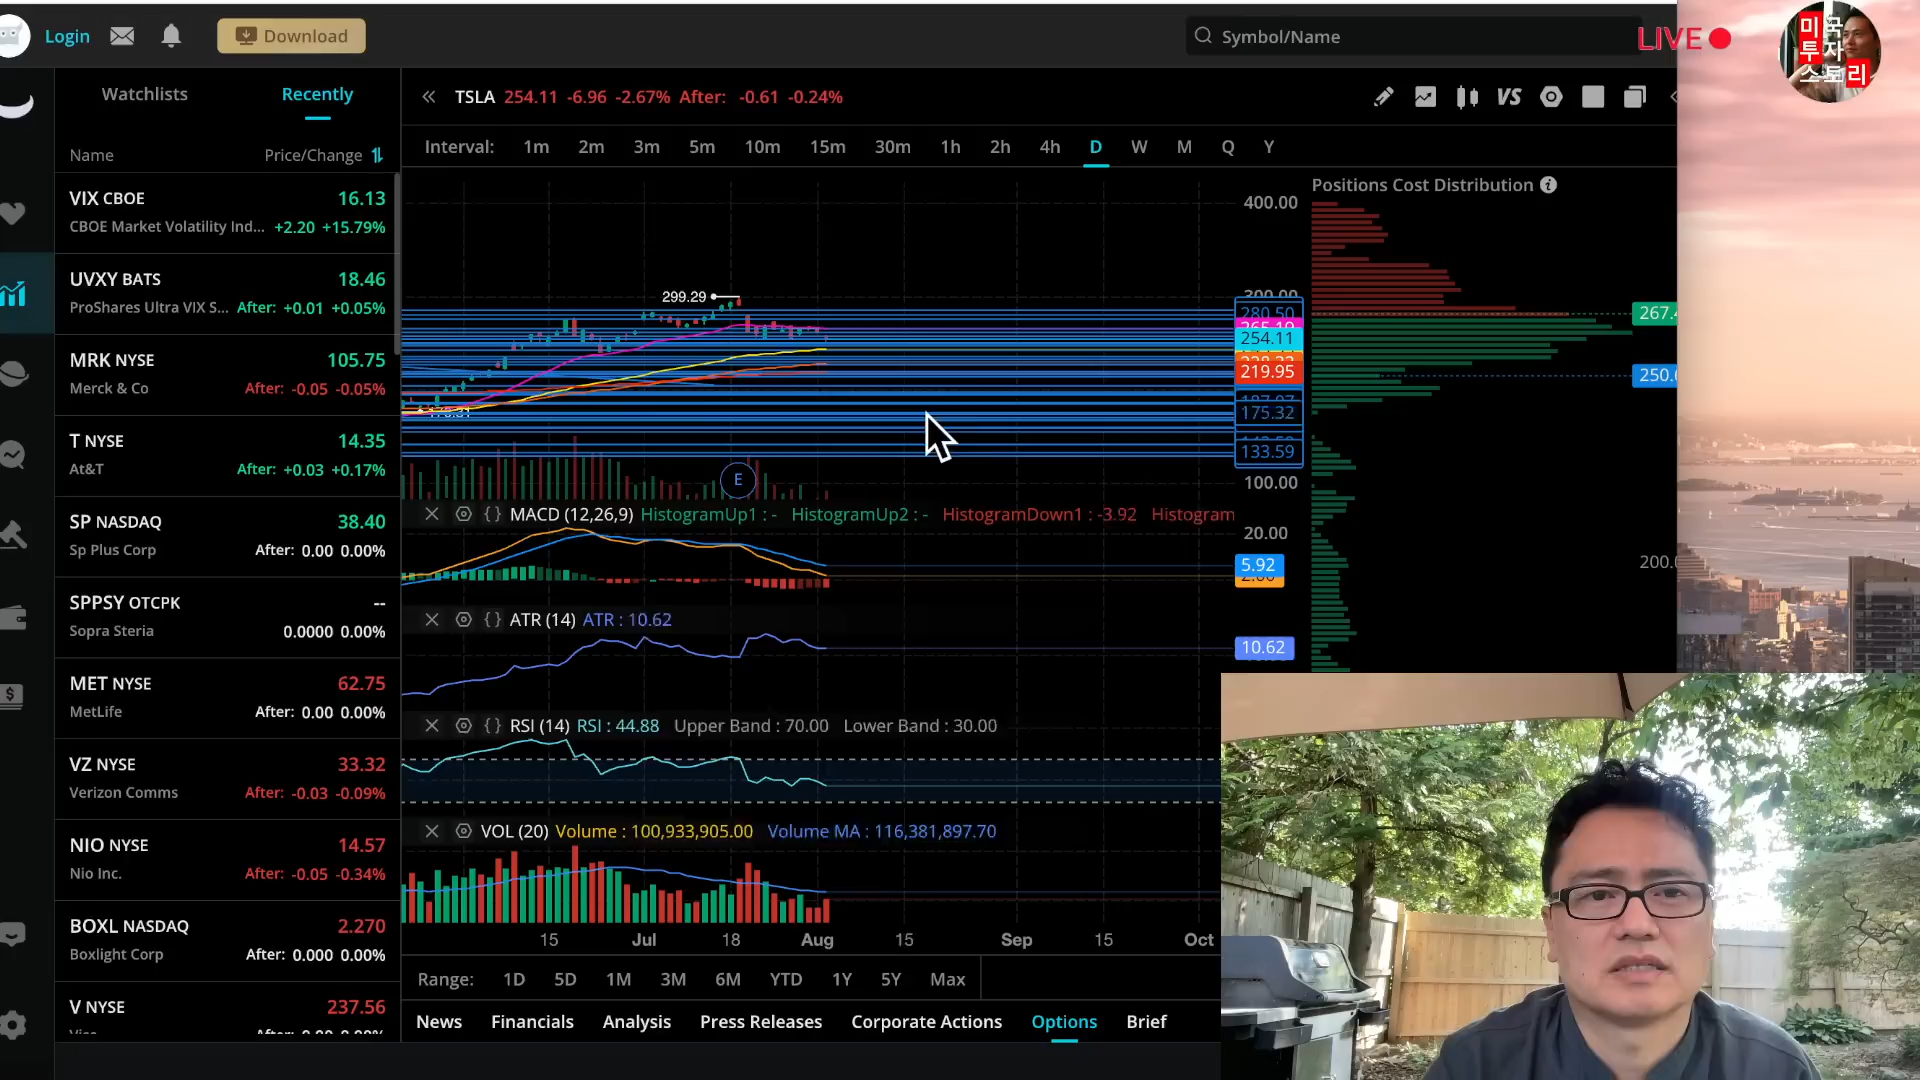 Login
Download
Symbol/Name
LIVE
미국
투자
스토리
Watchlists
Recently
Name
Price/Change
VIX CBOE
16.13
CBOE Market Volatility Ind...
+2.20 +15.79%
UVXY BATS
18.46
ProShares Ultra VIX S...
After: +0.01 +0.05%
MRK NYSE
105.75
Merck & Co
After: -0.05 -0.05%
T NYSE
14.35
At&T
After: +0.03 +0.17%
SP NASDAQ
38.40
Sp Plus Corp
After: 0.00 0.00%
SPPSY OTCPK
--
Sopra Steria
0.0000 0.00%
MET NYSE
62.75
MetLife
After: 0.00 0.00%
VZ NYSE
33.32
Verizon Comms
After: -0.03 -0.09%
NIO NYSE
14.57
Nio Inc.
After: -0.05 -0.34%
BOXL NASDAQ
2.270
Boxlight Corp
After: 0.000 0.00%
V NYSE
237.56
TSLA 254.11 -6.96 -2.67% After: -0.61 -0.24%
VS
Interval: 1m 2m 3m 5m 10m 15m 30m 1h 2h 4h D W M Q Y
Positions Cost Distribution
400.00
299.29
300.00
280.50
265.19
254.11
219.95
175.32
133.59
100.00
267.4
250.6
200.
E
MACD (12,26,9) HistogramUp1 : - HistogramUp2 : - HistogramDown1 : -3.92 Histogram
20.00
5.92
ATR (14) ATR : 10.62
10.62
RSI (14) RSI : 44.88 Upper Band : 70.00 Lower Band : 30.00
VOL (20) Volume : 100,933,905.00 Volume MA : 116,381,897.70
15 Jul 18 Aug 15 Sep 15 Oct
Range: 1D 5D 1M 3M 6M YTD 1Y 5Y Max
News Financials Analysis Press Releases Corporate Actions Options Brief